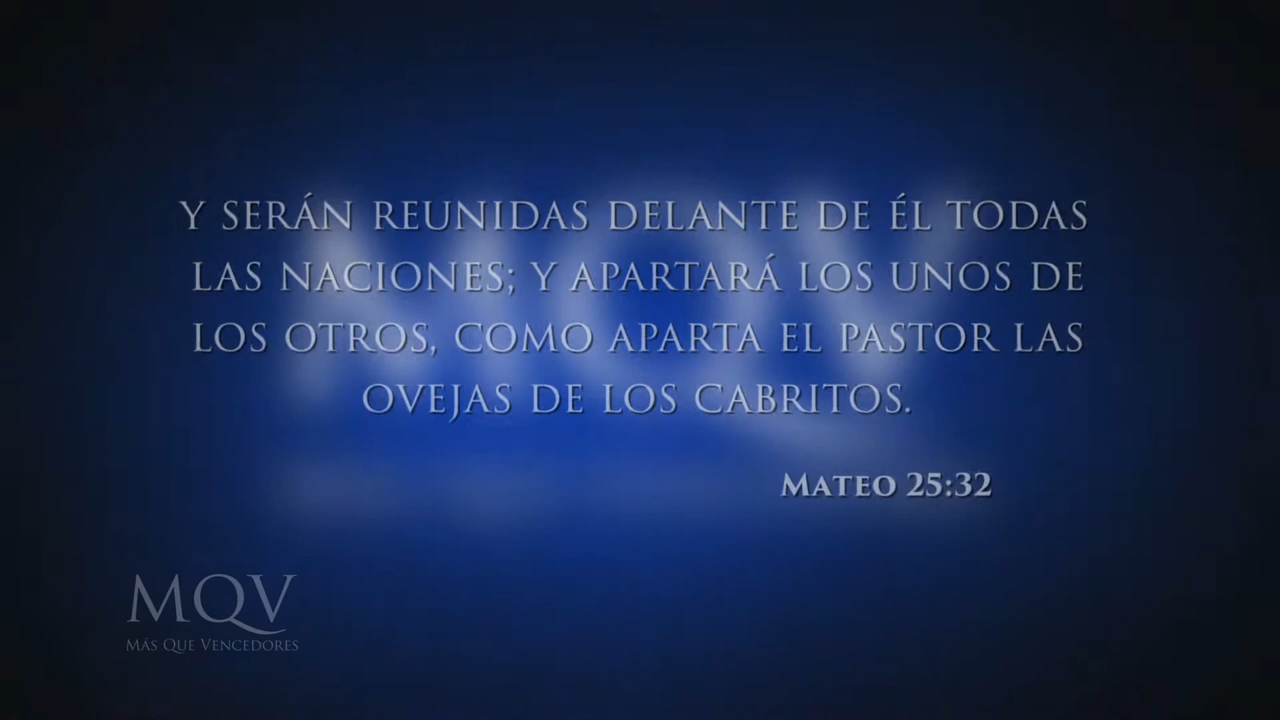 Y SERÁN REUNIDAS DELANTE DE ÉL TODAS
LAS NACIONES; Y APARTARÁ LOS UNOS DE
LOS OTROS, COMO APARTA EL PASTOR LAS
OVEJAS DE LOS CABRITOS.
MATEO 25:32
MQV
MÁS QUE VENCEDORES